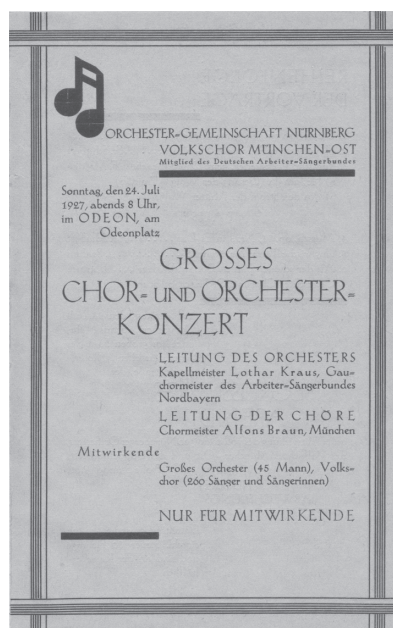 ORCHESTER=GEMEINSCHAFT NÜRNBERG
VOLKSCHOR MÜNCHEN=OST
Mitglied des Deutschen Arbeiter=Sängerbundes
Sonntag, den 24. Juli
1927, abends 8 Uhr,
im ODEON, am
Odeonplatz
GROSSES
CHOR= UND ORCHESTER=
KONZERT
LEITUNG DES ORCHESTERS
Kapellmeister Lothar Kraus, Gau=
chormeister des Arbeiter=Sängerbundes
Nordbayern
LEITUNG DER CHÖRE
Chormeister Alfons Braun, München
Mitwirkende
Großes Orchester (45 Mann), Volks=
chor (260 Sänger und Sängerinnen)
NUR FÜR MITWIRKENDE